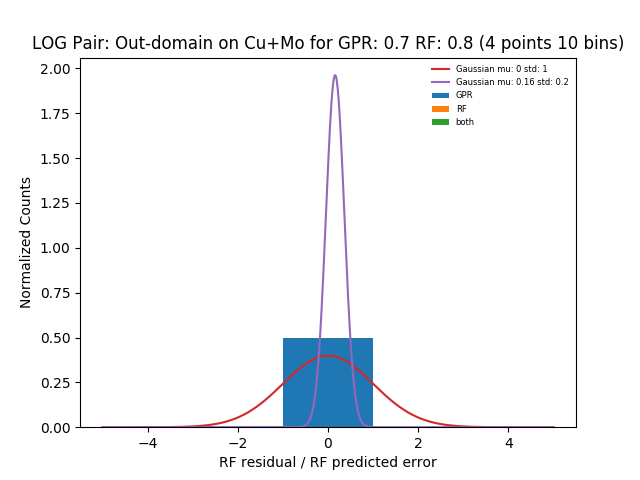 LOG Pair: Out-domain on Cu+Mo for GPR: 0.7 RF: 0.8 (4 points 10 bins)
Gaussian mu: 0 std: 1
Gaussian mu: 0.16 std: 0.2
GPR
RF
both
Normalized Counts
2.00
1.75
1.50
1.25
1.00
0.75
0.50
0.25
0.00
−4
−2
0
2
4
RF residual / RF predicted error